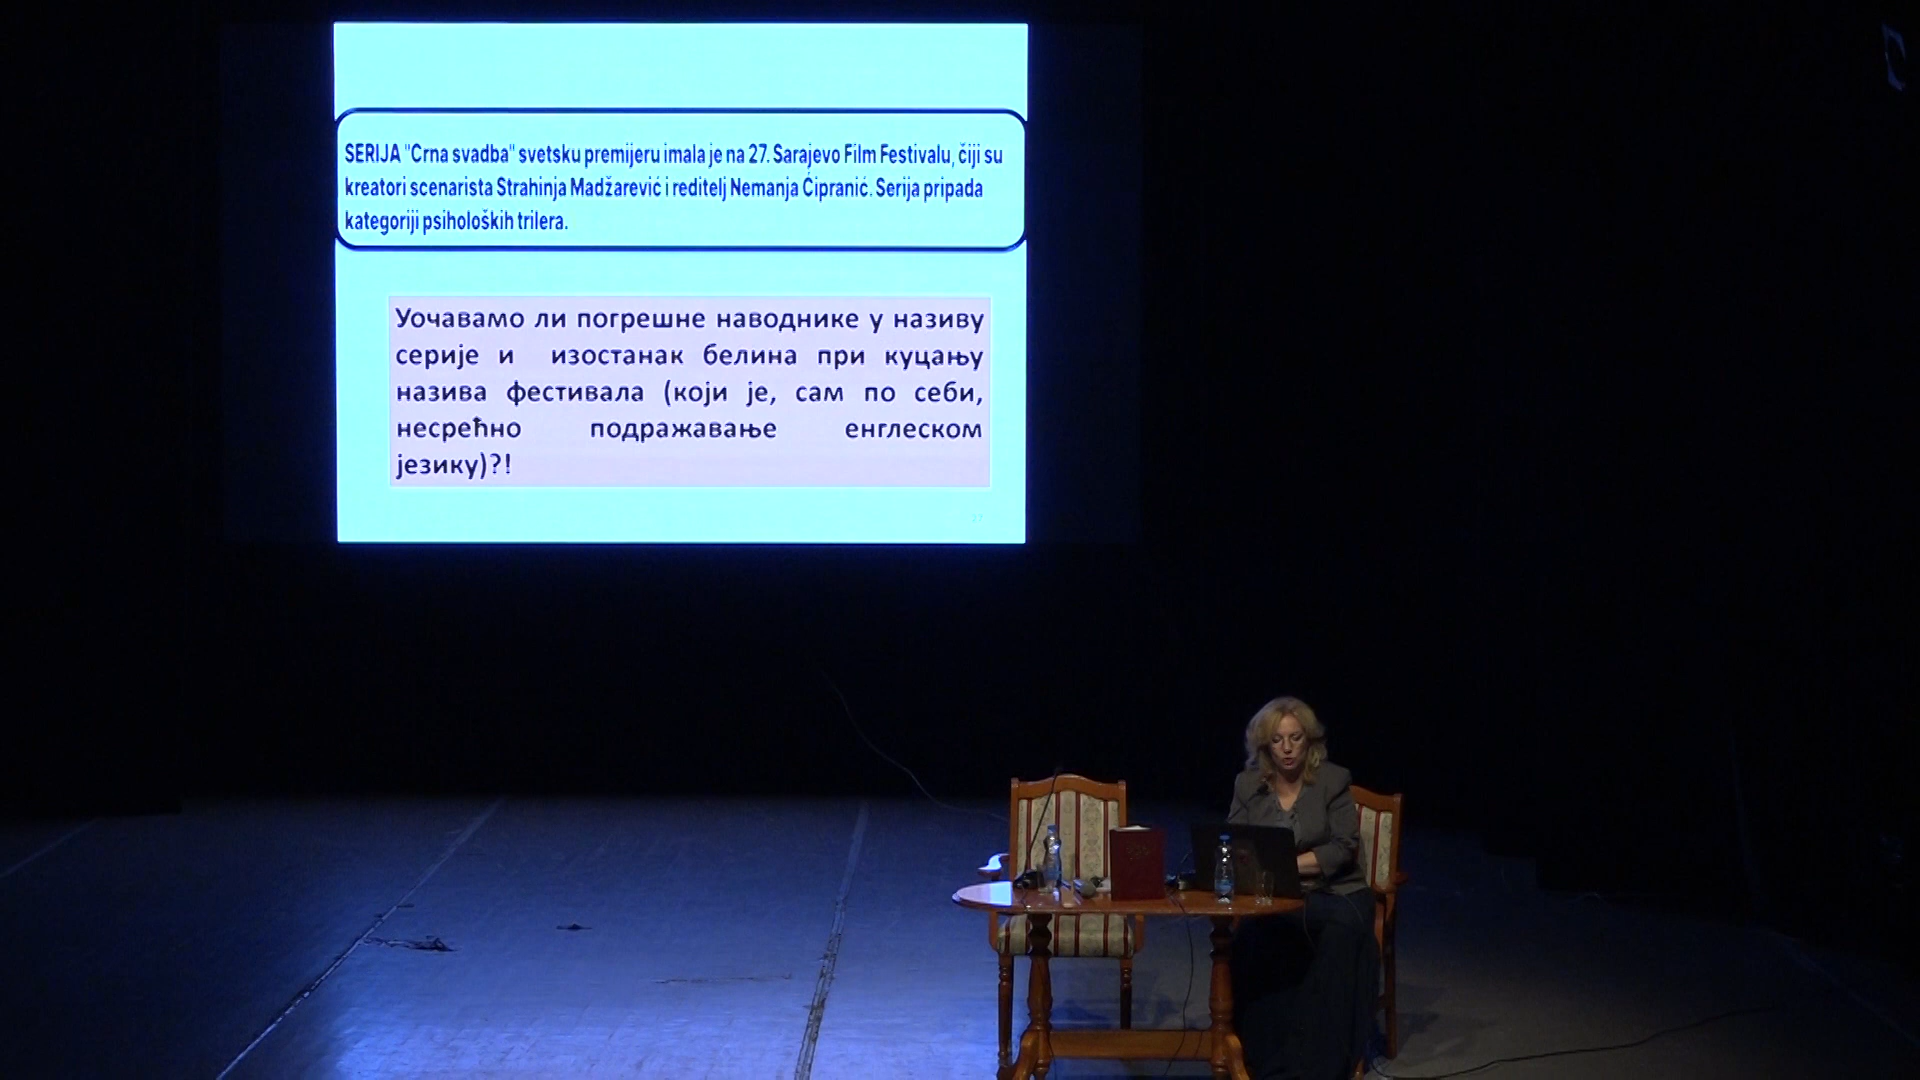 SERIJA "Crna svadba" svetsku premijeru imala je na 27. Sarajevo Film Festivalu, čiji su
kreatori scenarista Strahinja Madžarević i reditelj Nemanja Ćipranić. Serija pripada
kategoriji psiholoških trilera.
Уочавамо ли погрешне наводнике у називу
серије и изостанак белина при куцању
назива фестивала (који је, сам по себи,
несрећно подражавање енглеском
језику)?!
27